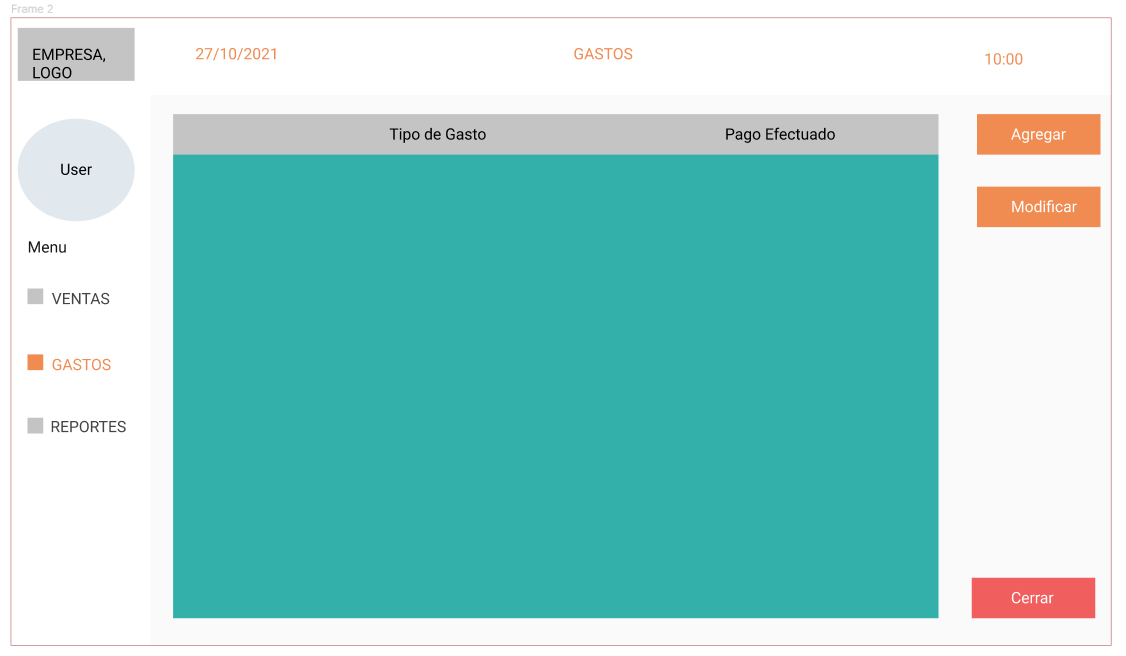 Frame 2
EMPRESA,
LOGO
27/10/2021
GASTOS
10:00
User
Menu
VENTAS
GASTOS
REPORTES
Tipo de Gasto
Pago Efectuado
Agregar
Modificar
Cerrar